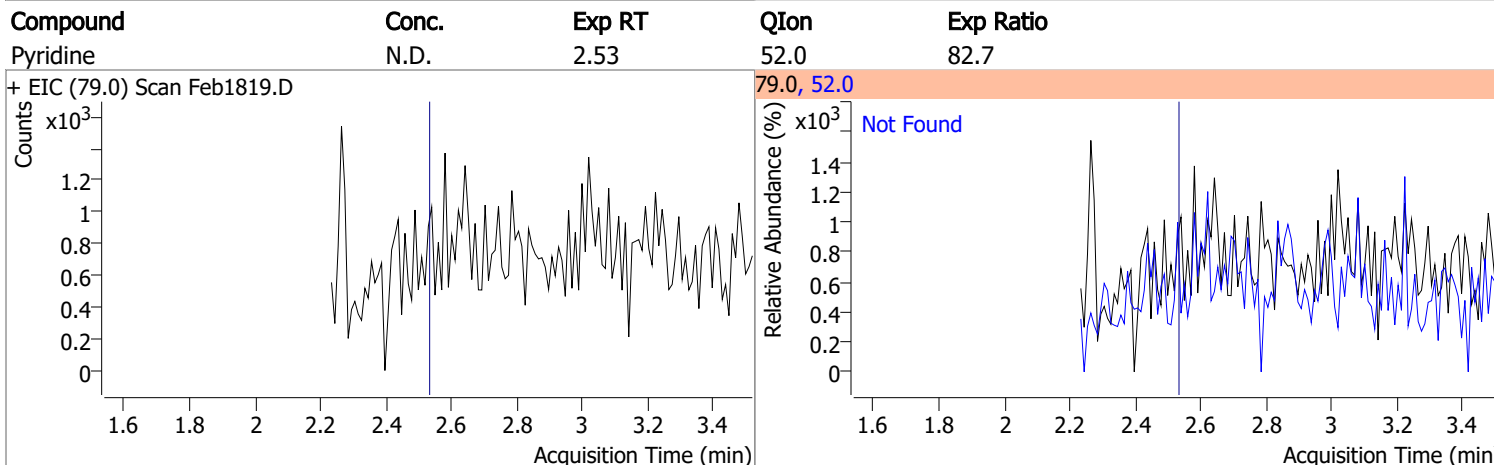 Compound Conc. Exp RT QIon Exp Ratio
Pyridine N.D. 2.53 52.0 82.7
+ EIC (79.0) Scan Feb1819.D
Counts
x10³
1.2
1
0.8
0.6
0.4
0.2
0
1.6 1.8 2 2.2 2.4 2.6 2.8 3 3.2 3.4
Acquisition Time (min)
79.0, 52.0
Relative Abundance (%)
x10³
Not Found
1.4
1.2
1
0.8
0.6
0.4
0.2
0
1.6 1.8 2 2.2 2.4 2.6 2.8 3 3.2 3.4
Acquisition Time (min